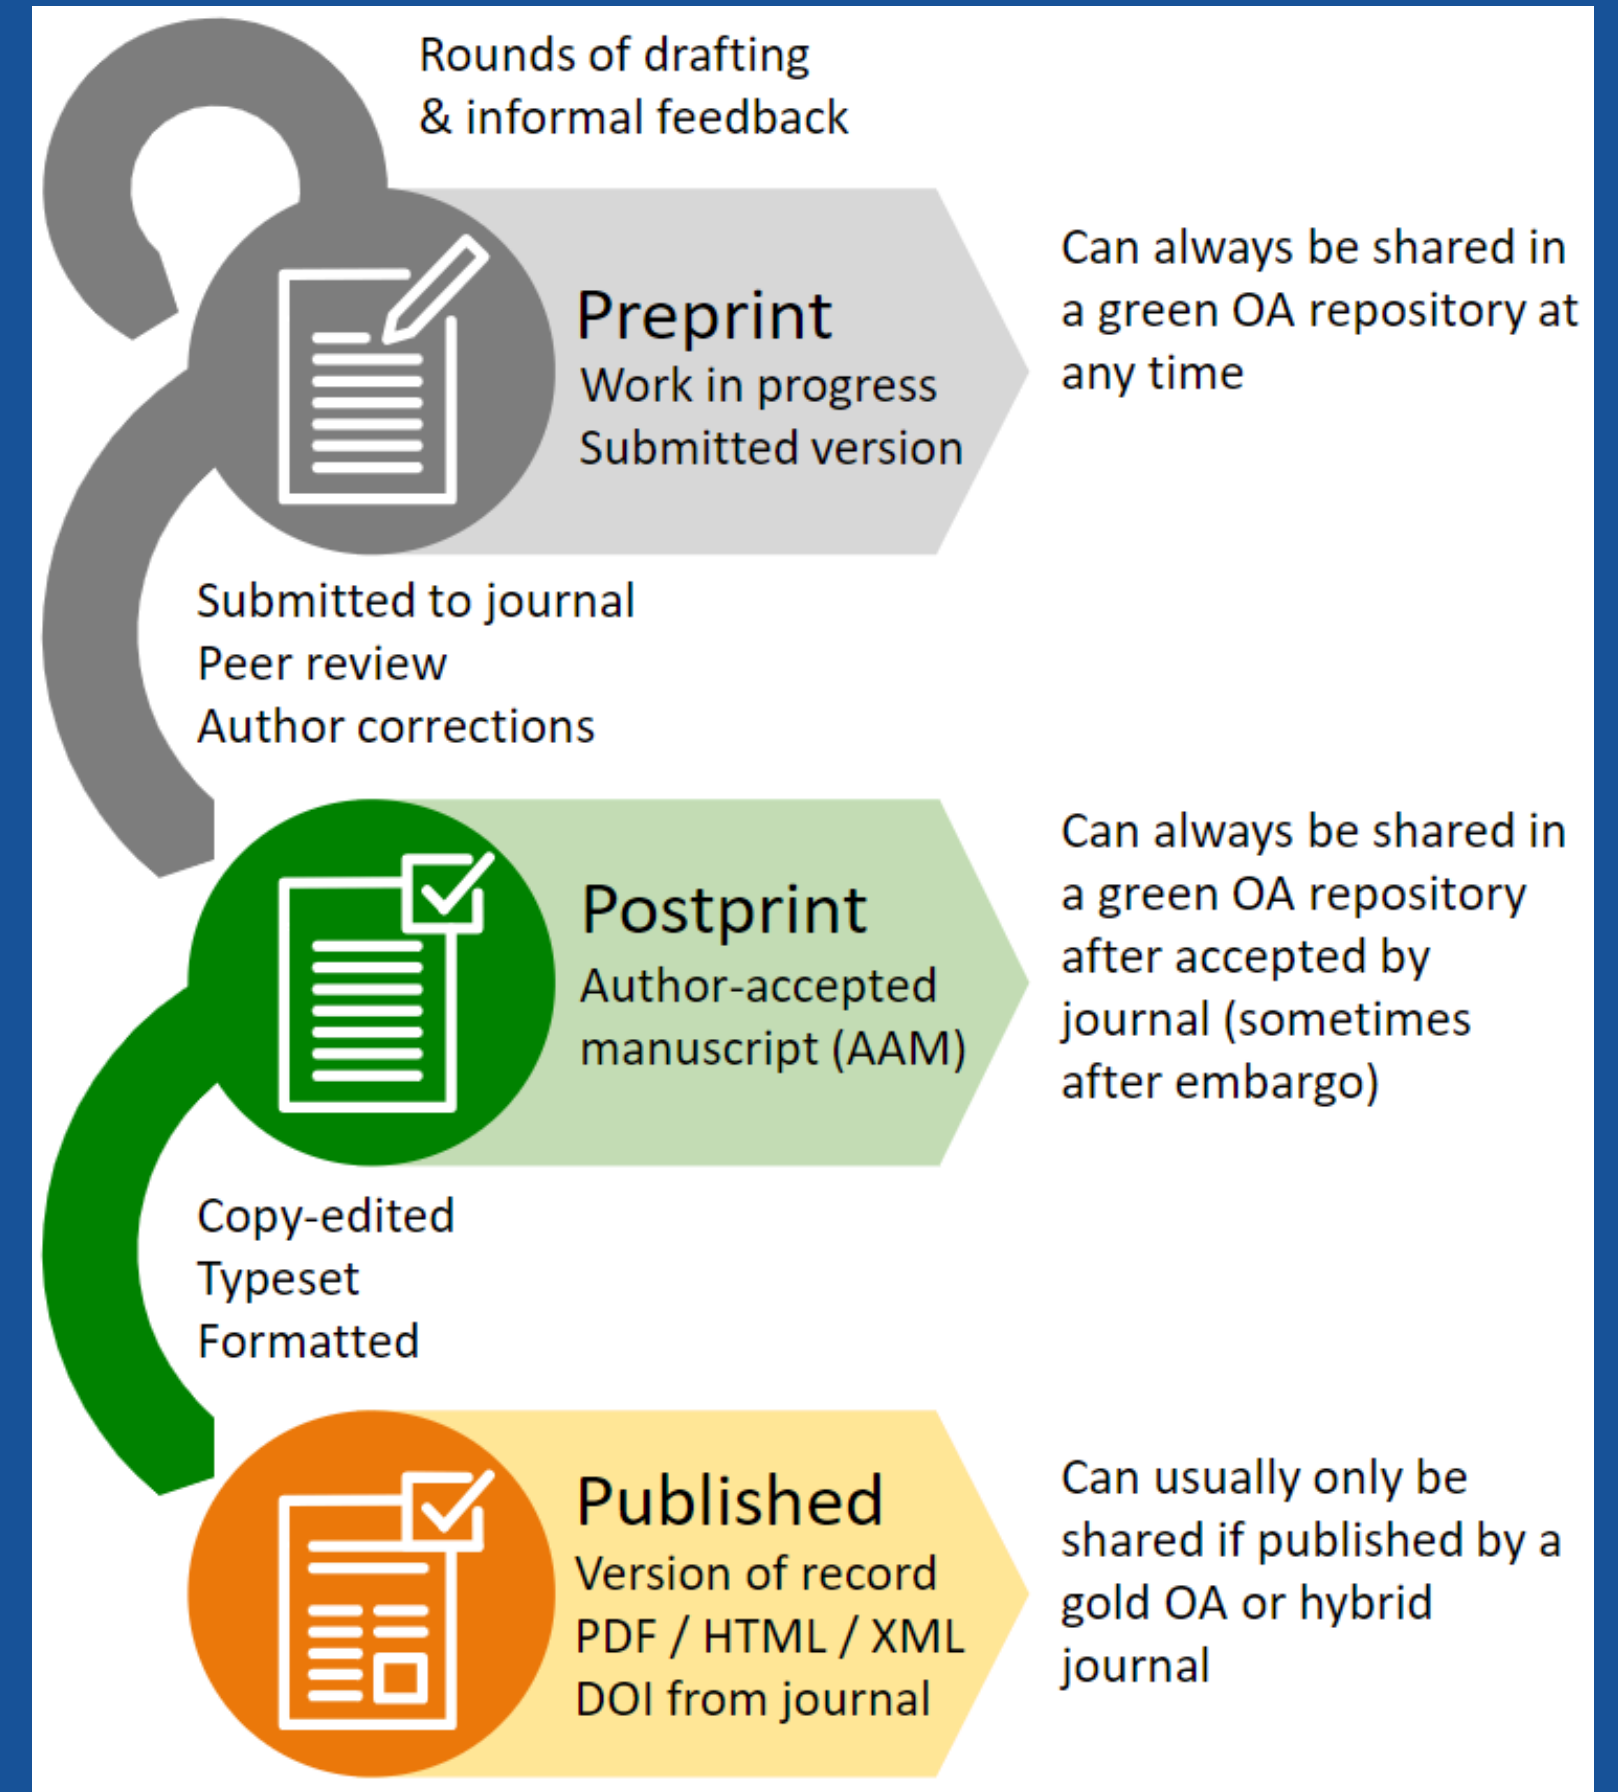 Rounds of drafting
& informal feedback
Preprint
Work in progress
Submitted version
Can always be shared in
a green OA repository at
any time
Submitted to journal
Peer review
Author corrections
Postprint
Author-accepted
manuscript (AAM)
Can always be shared in
a green OA repository
after accepted by
journal (sometimes
after embargo)
Copy-edited
Typeset
Formatted
Published
Version of record
PDF / HTML / XML
DOI from journal
Can usually only be
shared if published by a
gold OA or hybrid
journal